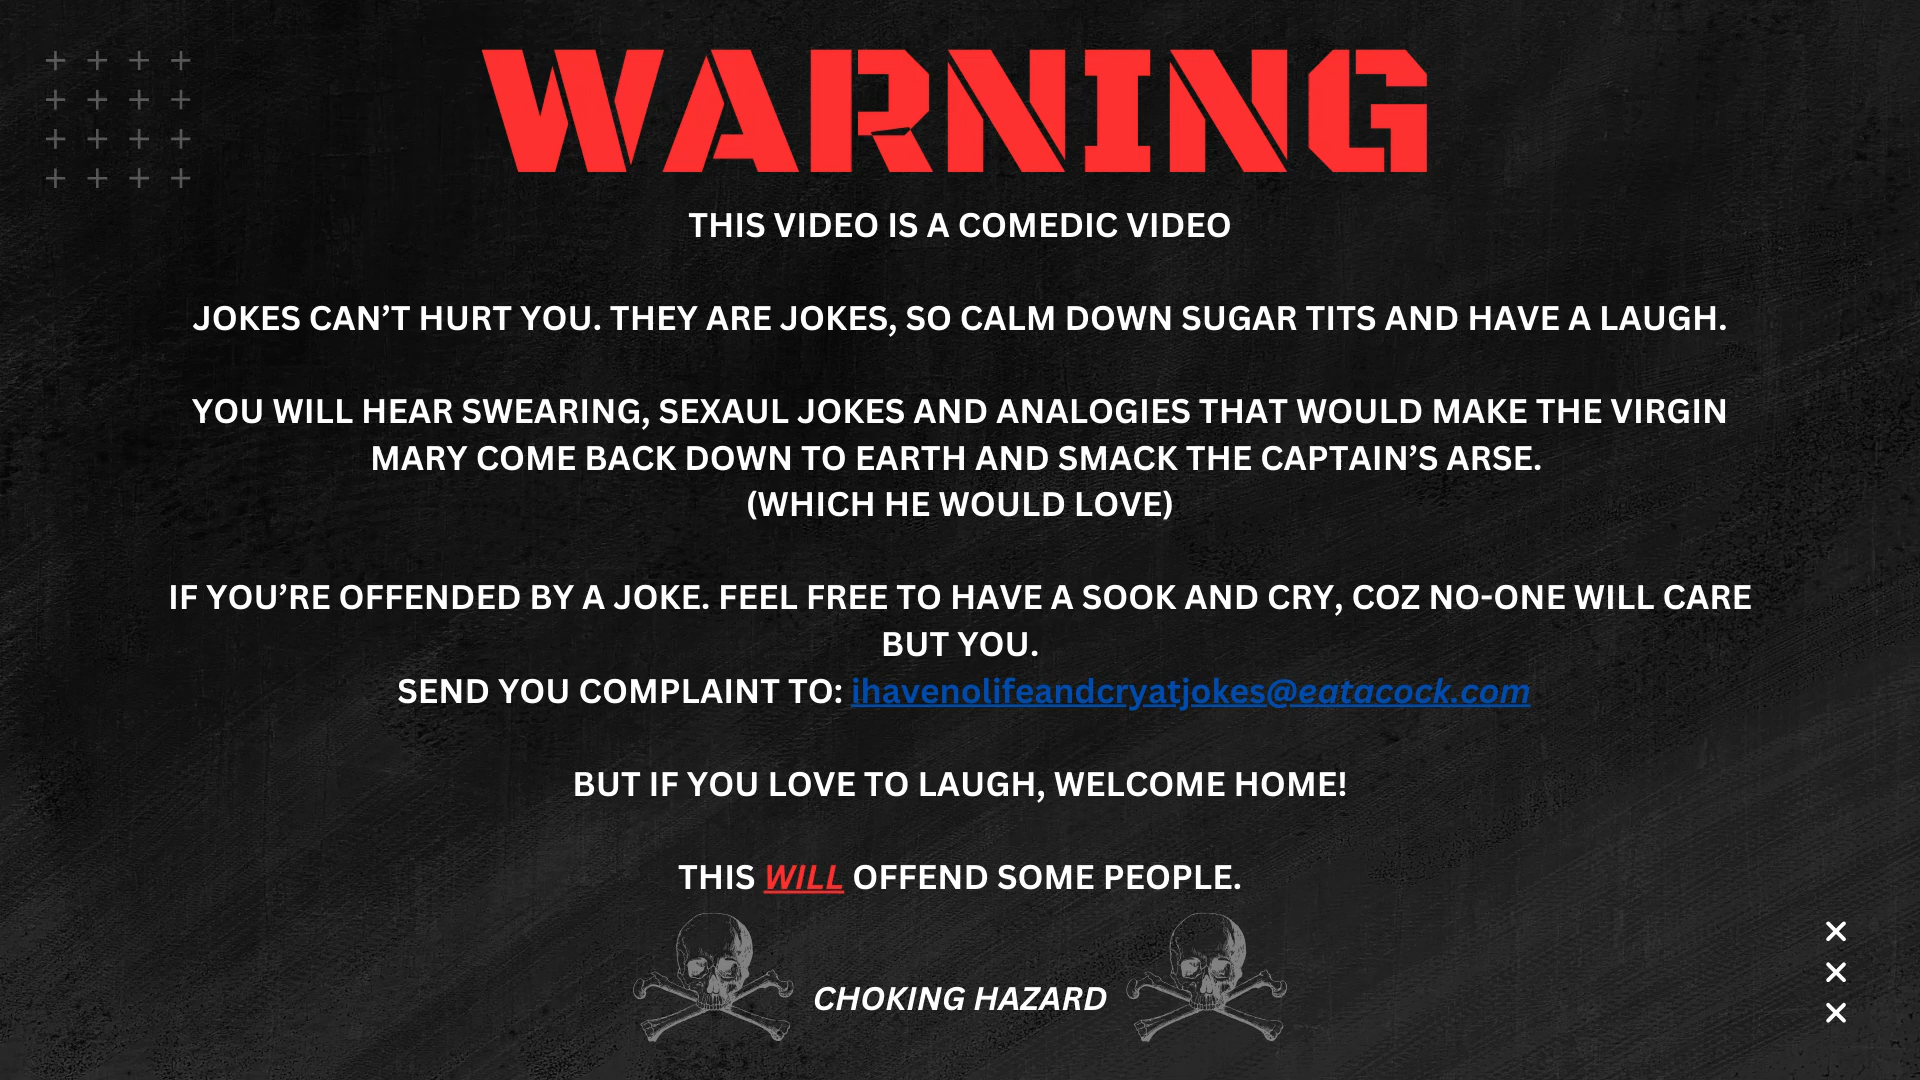 WARNING
THIS VIDEO IS A COMEDIC VIDEO
JOKES CAN’T HURT YOU. THEY ARE JOKES, SO CALM DOWN SUGAR TITS AND HAVE A LAUGH.
YOU WILL HEAR SWEARING, SEXAUL JOKES AND ANALOGIES THAT WOULD MAKE THE VIRGIN
MARY COME BACK DOWN TO EARTH AND SMACK THE CAPTAIN’S ARSE.
(WHICH HE WOULD LOVE)
IF YOU’RE OFFENDED BY A JOKE. FEEL FREE TO HAVE A SOOK AND CRY, COZ NO-ONE WILL CARE
BUT YOU.
SEND YOU COMPLAINT TO: ihavenolifeandcryatjokes@eatacock.com
BUT IF YOU LOVE TO LAUGH, WELCOME HOME!
THIS WILL OFFEND SOME PEOPLE.
CHOKING HAZARD